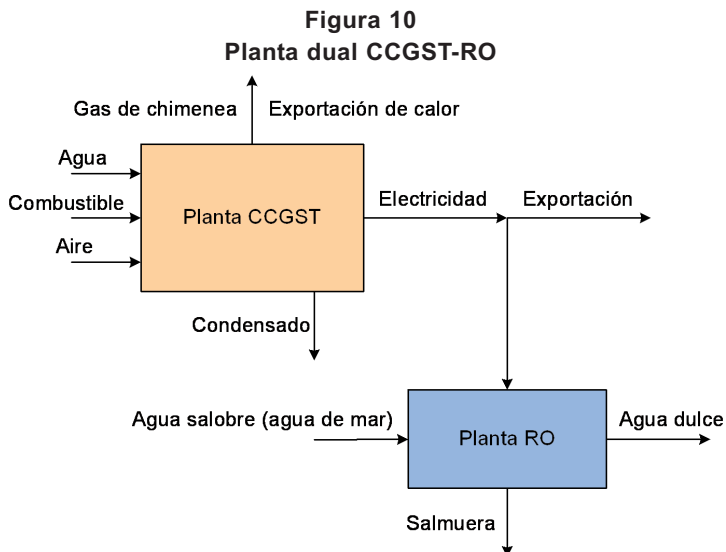 Figura 10
Planta dual CCGST-RO
Gas de chimenea
Exportación de calor
Agua
Combustible
Aire
Planta CCGST
Electricidad
Exportación
Condensado
Agua salobre (agua de mar)
Planta RO
Agua dulce
Salmuera